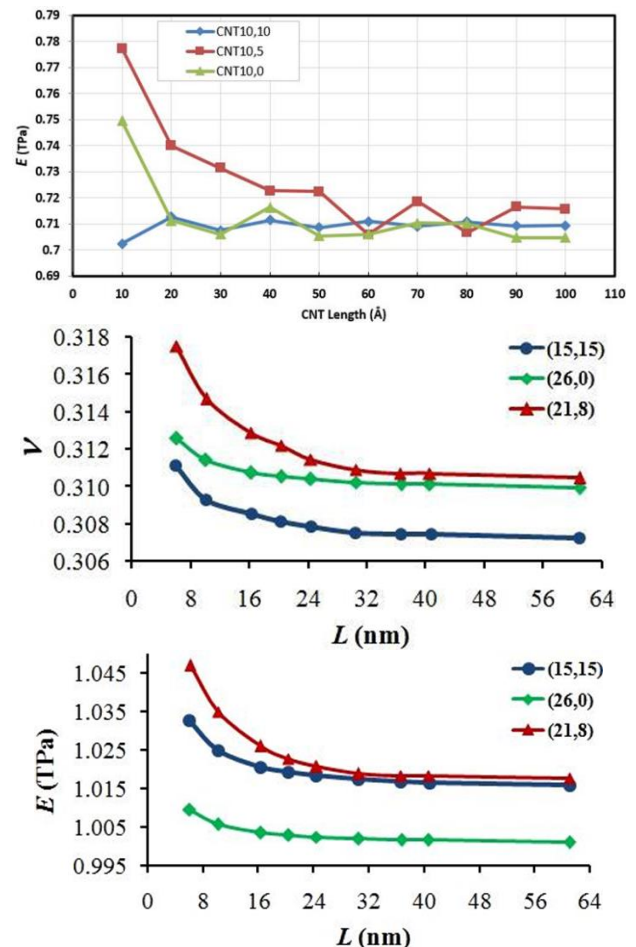 0.79
0.78
0.77
0.76
0.75
0.74
0.73
0.72
0.71
0.7
0.69
E (TPa)
CNT10,10
CNT10,5
CNT10,0
0 10 20 30 40 50 60 70 80 90 100 110
CNT Length (Å)
0.318
0.316
0.314
0.312
0.310
0.308
0.306
ν
(15,15)
(26,0)
(21,8)
0 8 16 24 32 40 48 56 64
L (nm)
1.045
1.035
1.025
1.015
1.005
0.995
E (TPa)
(15,15)
(26,0)
(21,8)
0 8 16 24 32 40 48 56 64
L (nm)